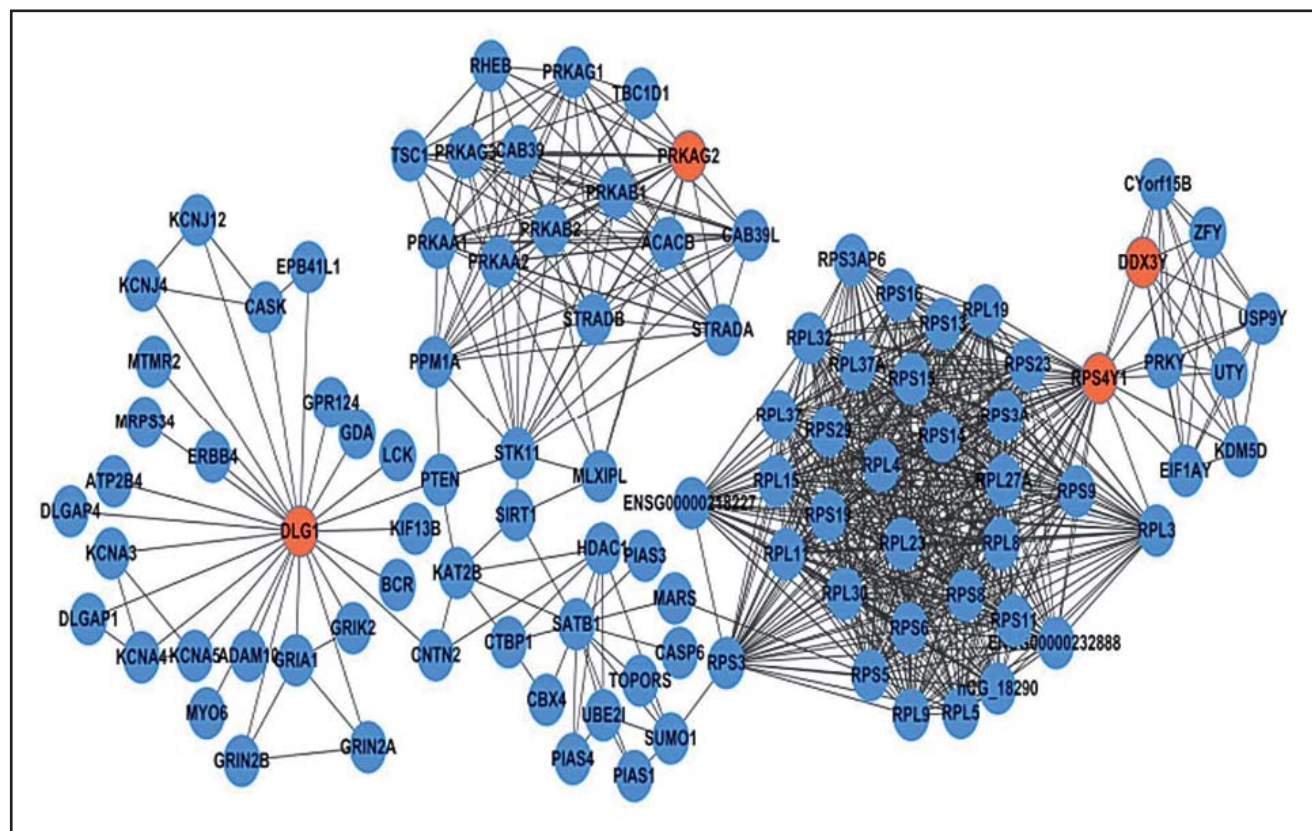 RHEB
PRKAG1
TBC1D1
TSC1
PRKAG3
CAB39
PRKAG2
PRKAB1
PRKAA1
PRKAB2
PRKAA2
ACACB
CAB39L
STRADB
STRADA
PPM1A
KCNJ12
EPB41L1
KCNJ4
CASK
MTMR2
GPR124
GDA
MRPS34
LCK
ERBB4
ATP2B4
DLGAP4
DLG1
KIF13B
KCNA3
BCR
DLGAP1
KCNA4
KCNA5
ADAM10
GRIA1
GRIK2
CNTN2
MYO6
GRIN2B
GRIN2A
PTEN
STK11
MLXIPL
SIRT1
KAT2B
HDAC1
PIAS3
MARS
SATB1
CTBP1
CASP6
TOPORS
CBX4
UBE2I
SUMO1
PIAS4
PIAS1
RPS3AP6
RPS16
RPS13
RPL19
RPL32
RPL37A
RPS15
RPS23
RPS4Y1
RPL37
RPS29
RPS14
RPS3A
RPL4
RPL15
RPL27A
RPS9
ENSG00000218227
RPS19
RPL23
RPL8
RPL3
RPL11
RPL30
RPS8
RPS11
RPS6
ENSG00000232888
RPS3
RPS5
hCG_18290
RPL9
RPL5
CYorf15B
ZFY
DDX3Y
USP9Y
PRKY
UTY
KDM5D
EIF1AY